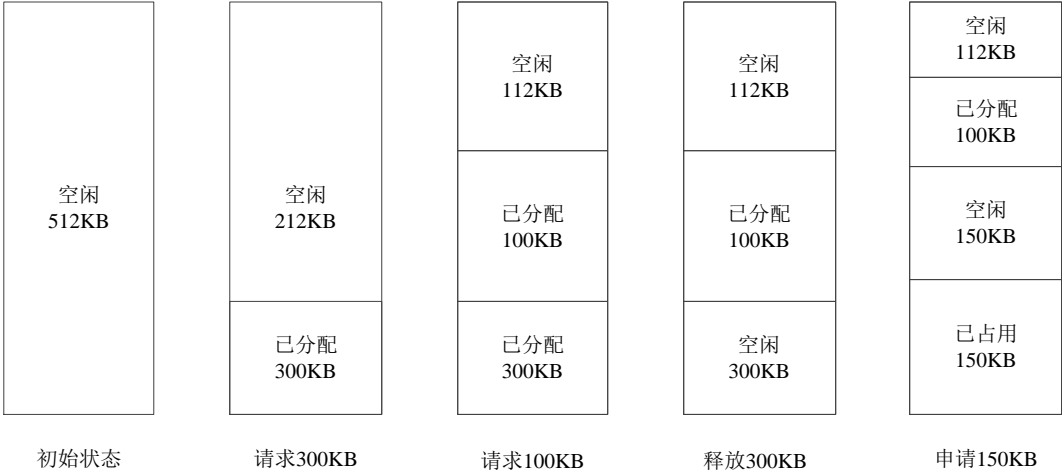 空闲
512KB
初始状态
空闲
212KB
已分配
300KB
请求300KB
空闲
112KB
已分配
100KB
已分配
300KB
请求100KB
空闲
112KB
已分配
100KB
空闲
300KB
释放300KB
空闲
112KB
已分配
100KB
空闲
150KB
已占用
150KB
申请150KB